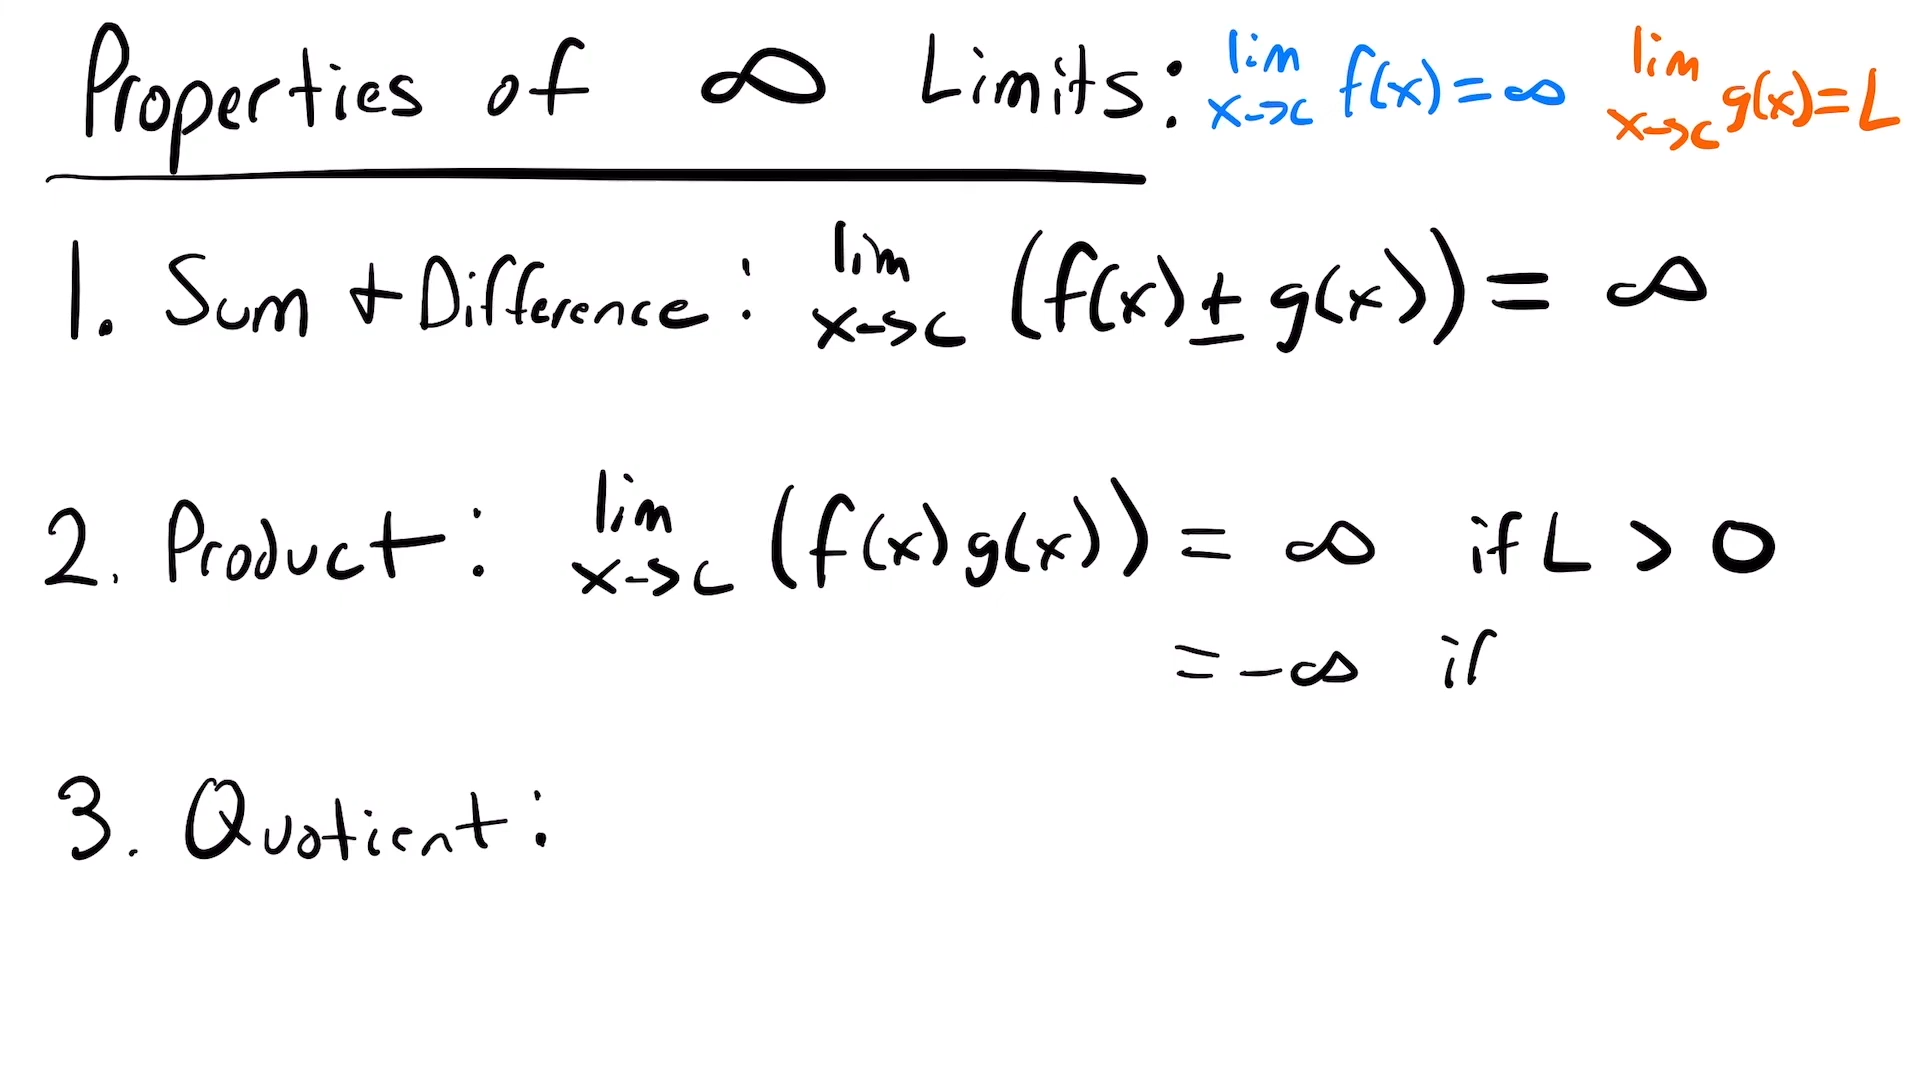 Properties of ∞ Limits: lim x->c f(x)=∞ lim x->c g(x)=L
1. Sum + Difference: lim x->c (f(x) ± g(x)) = ∞
2. Product: lim x->c (f(x)g(x)) = ∞ if L > 0
= -∞ if
3. Quotient: